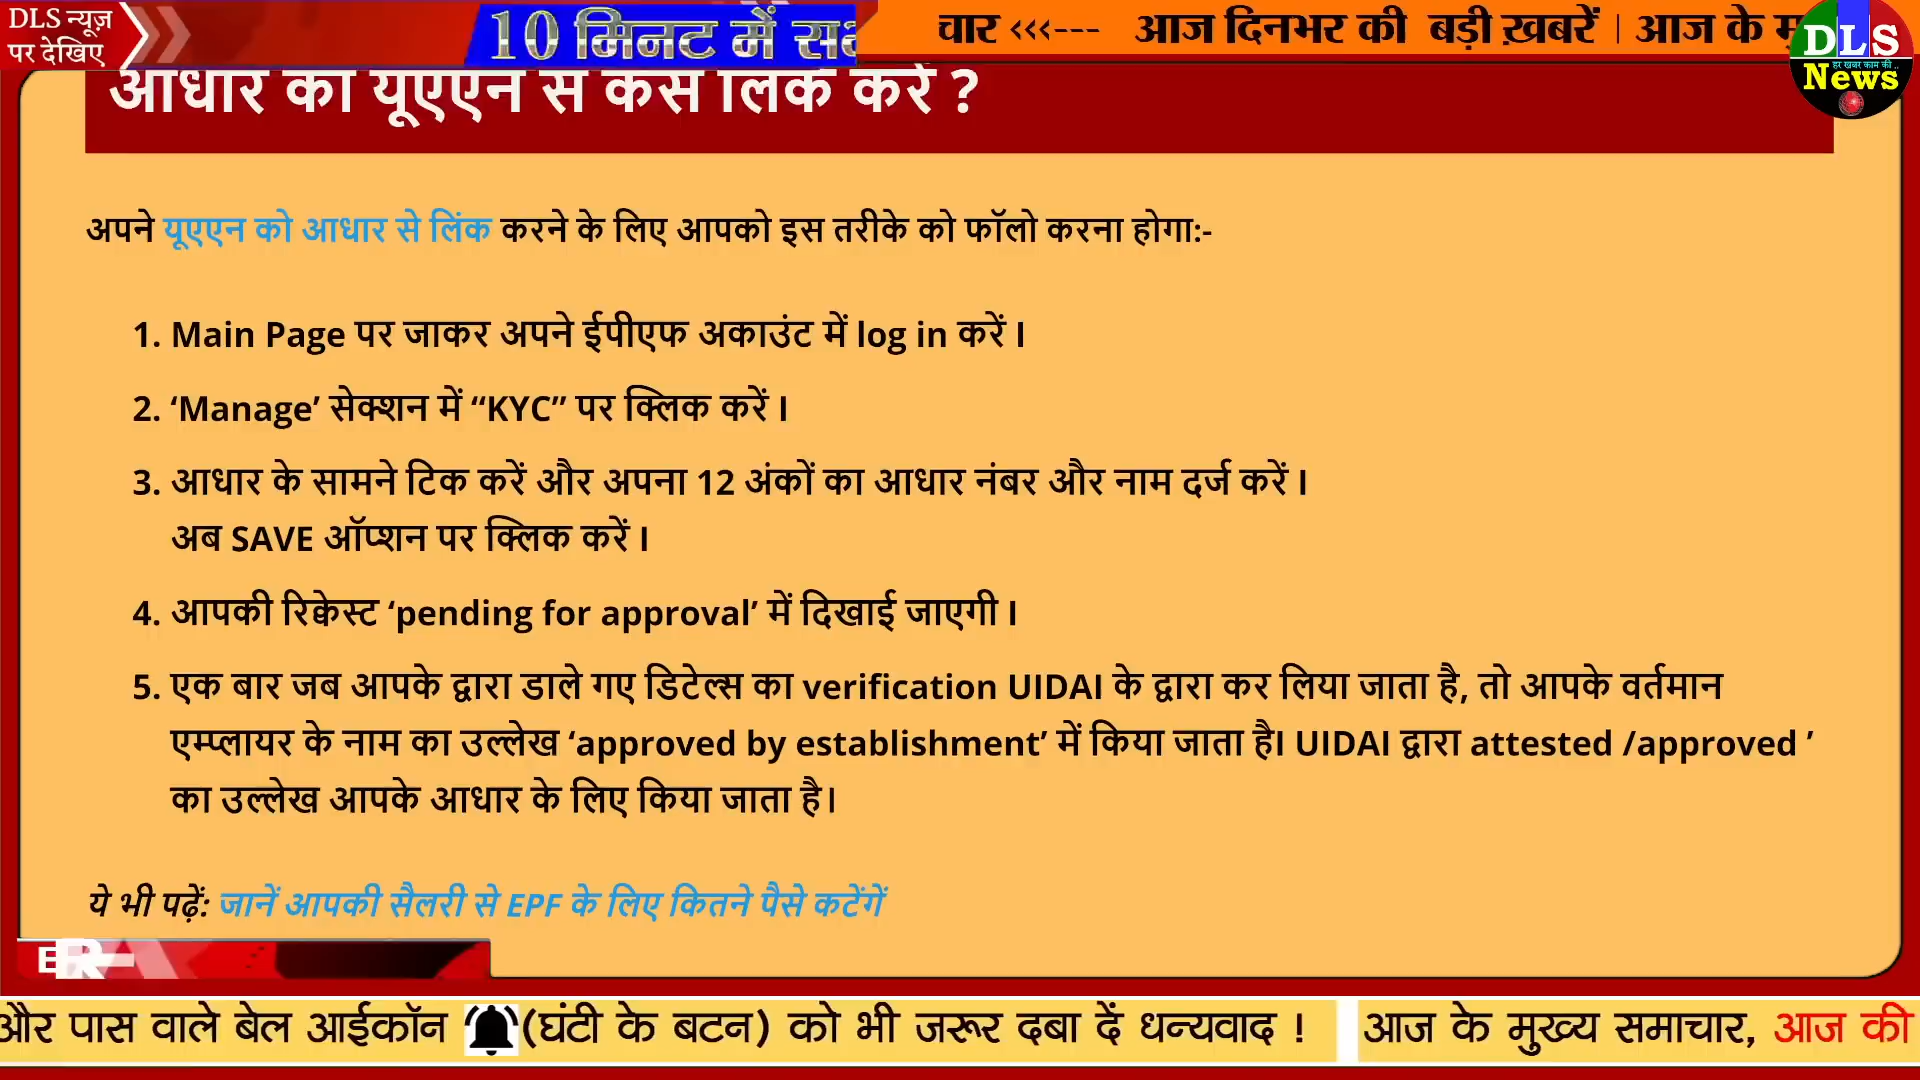 DLS न्यूज़
पर देखिए
10 मिनट में
चार <<<--- आज दिनभर की बड़ी ख़बरें | आज के
DLS
हर खबर काम की..
News
आधार को यूएएन से कैसे लिंक करें ?
अपने यूएएन को आधार से लिंक करने के लिए आपको इस तरीके को फॉलो करना होगा:-
1. Main Page पर जाकर अपने ईपीएफ अकाउंट में log in करें I
2. ‘Manage’ सेक्शन में “KYC” पर क्लिक करें I
3. आधार के सामने टिक करें और अपना 12 अंकों का आधार नंबर और नाम दर्ज करें I
अब SAVE ऑप्शन पर क्लिक करें I
4. आपकी रिक्वेस्ट ‘pending for approval’ में दिखाई जाएगी I
5. एक बार जब आपके द्वारा डाले गए डिटेल्स का verification UIDAI के द्वारा कर लिया जाता है, तो आपके वर्तमान
एम्प्लायर के नाम का उल्लेख ‘approved by establishment’ में किया जाता हैI UIDAI द्वारा attested /approved ’
का उल्लेख आपके आधार के लिए किया जाता है।
ये भी पढ़ें: जानें आपकी सैलरी से EPF के लिए कितने पैसे कटेंगें
और पास वाले बेल आईकॉन (घंटी के बटन) को भी जरूर दबा दें धन्यवाद ! आज के मुख्य समाचार, आज की